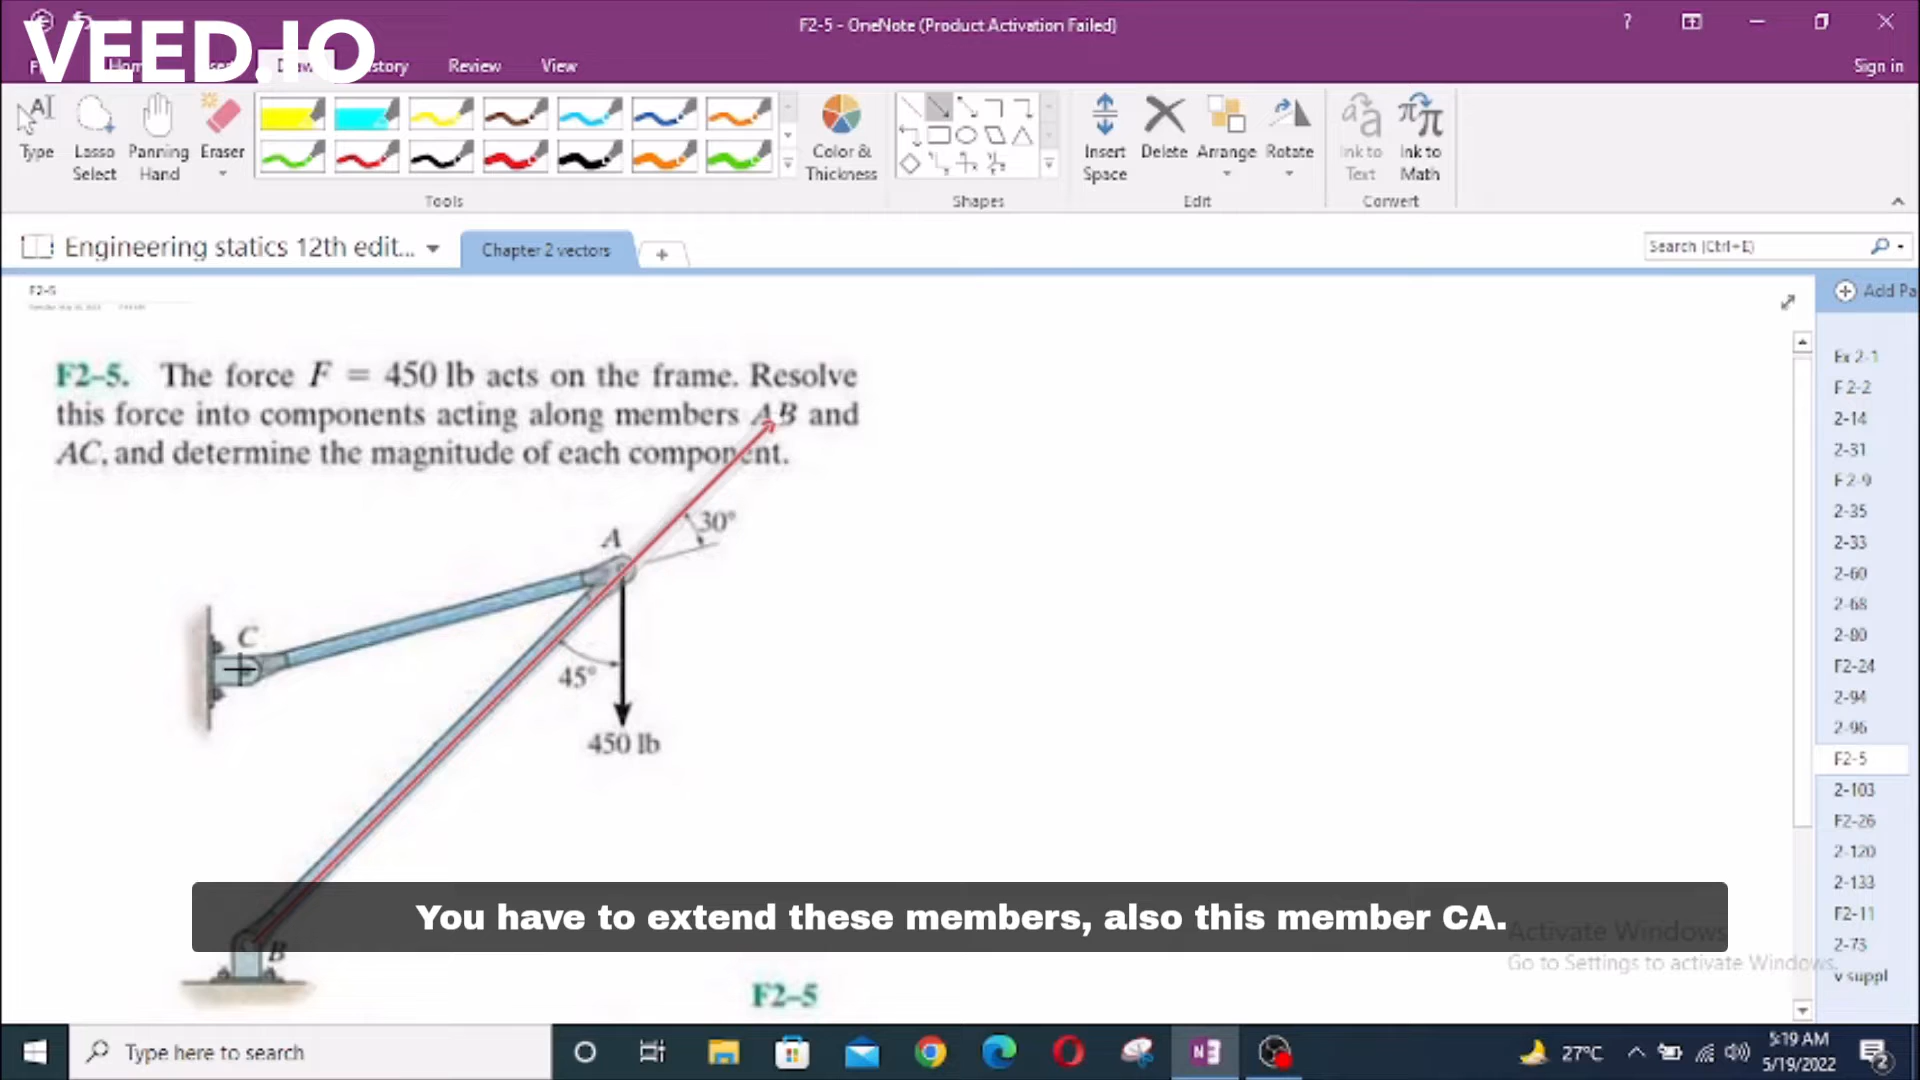 F2-5 - OneNote (Product Activation Failed)
VEED.IO
Review
View
Sign in
Type
Lasso Select
Panning Hand
Eraser
Color & Thickness
Insert Space
Delete
Arrange
Rotate
Ink to Text
Ink to Math
Tools
Shapes
Edit
Convert
Engineering statics 12th edit...
Chapter 2 vectors
Search (Ctrl+E)
F2-5
Add Pa
F2–5. The force F = 450 lb acts on the frame. Resolve
this force into components acting along members AB and
AC, and determine the magnitude of each component.
A
30°
C
45°
450 lb
B
F2–5
Ex 2-1
F 2-2
2-14
2-31
F 2-9
2-35
2-33
2-60
2-68
2-80
F2-24
2-94
2-96
F2-5
2-103
F2-26
2-120
2-133
F2-11
2-73
v suppl
You have to extend these members, also this member CA.
Activate Windows
Go to Settings to activate Windows.
Type here to search
27°C
5:19 AM
5/19/2022
2